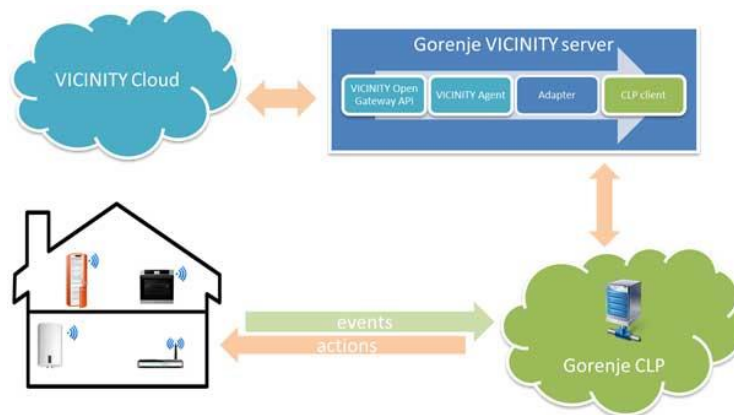 VICINITY Cloud
Gorenje VICINITY server
VICINITY Open
Gateway API
VICINITY Agent
Adapter
CLP client
events
actions
Gorenje CLP